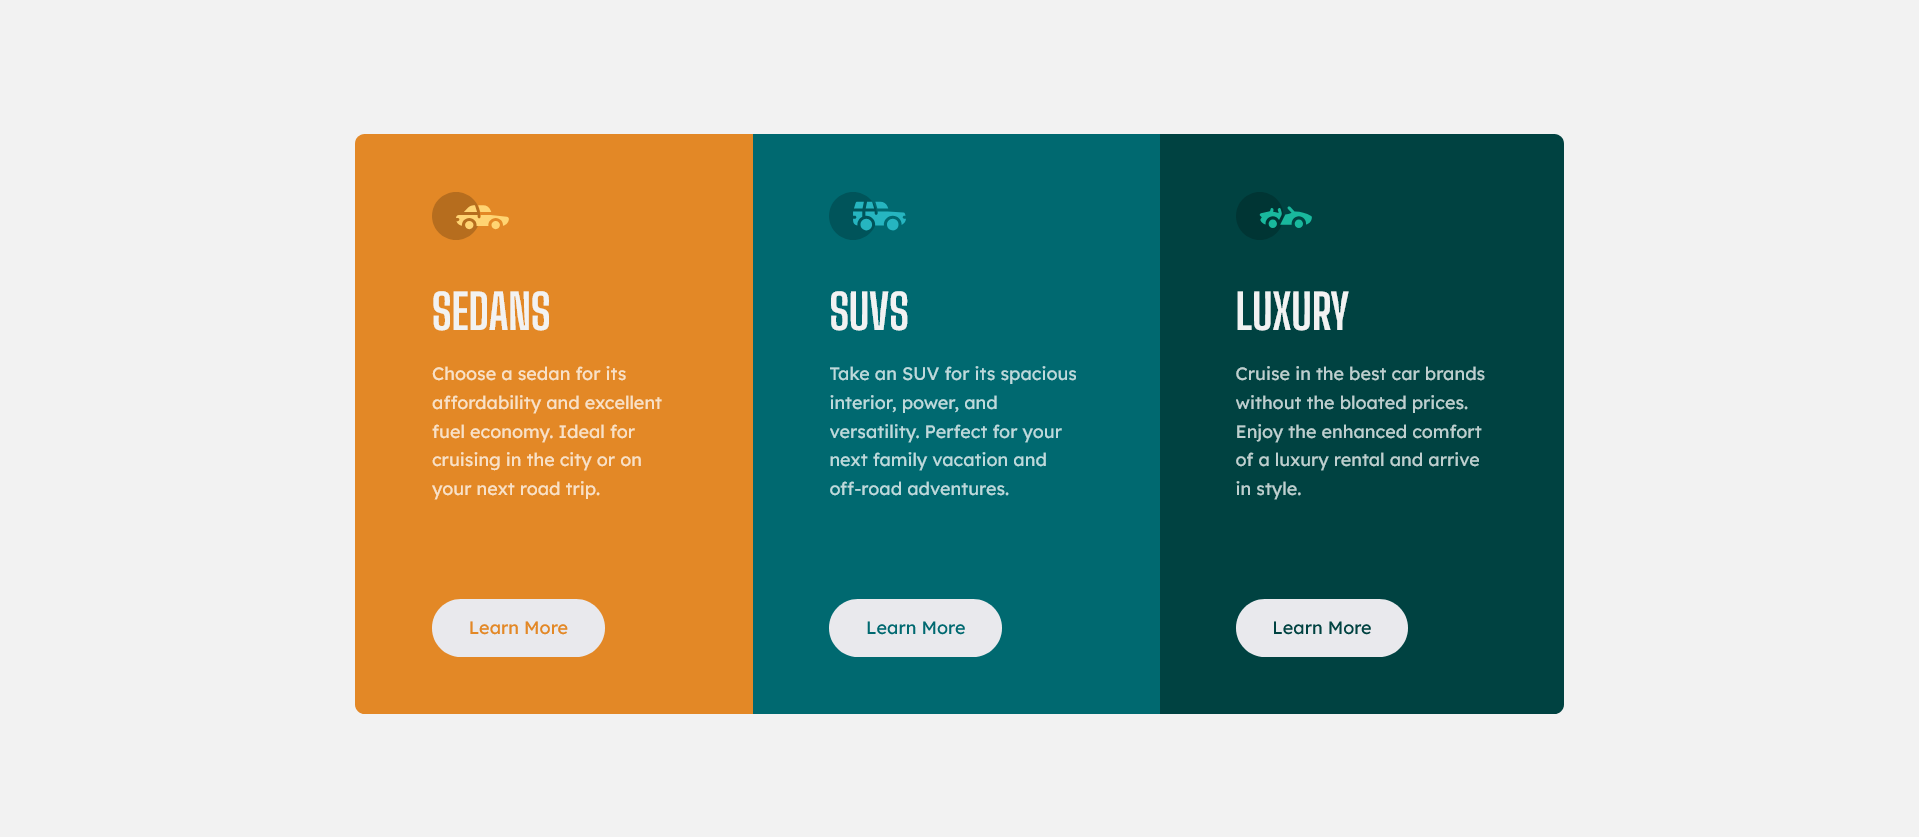 SEDANS
Choose a sedan for its
affordability and excellent
fuel economy. Ideal for
cruising in the city or on
your next road trip.
Learn More
SUVS
Take an SUV for its spacious
interior, power, and
versatility. Perfect for your
next family vacation and
off-road adventures.
Learn More
LUXURY
Cruise in the best car brands
without the bloated prices.
Enjoy the enhanced comfort
of a luxury rental and arrive
in style.
Learn More